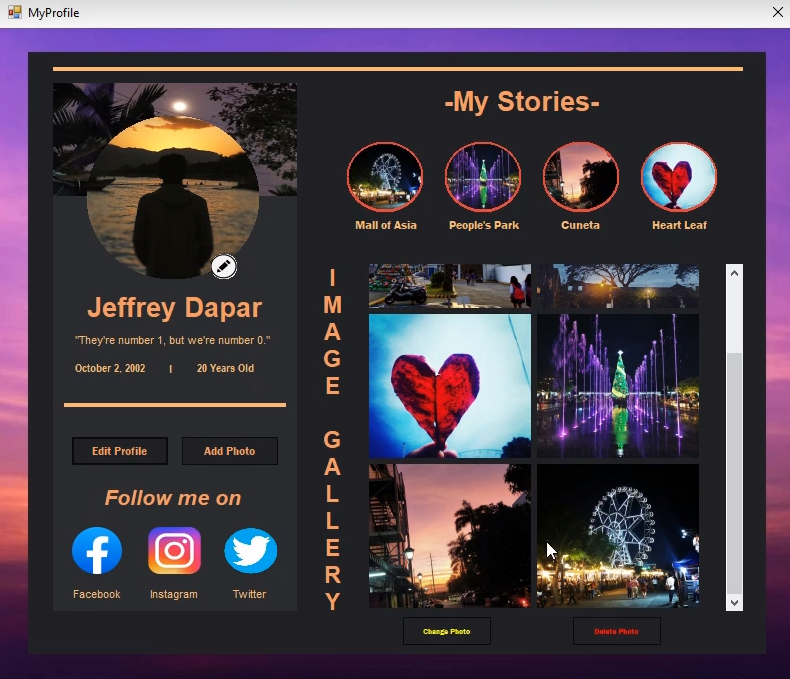 MyProfile
-My Stories-
Mall of Asia
People's Park
Cuneta
Heart Leaf
Jeffrey Dapar
"They're number 1, but we're number 0."
October 2, 2002 | 20 Years Old
Edit Profile
Add Photo
Follow me on
Facebook
Instagram
Twitter
IMAGE
GALLERY
Change Photo
Delete Photo